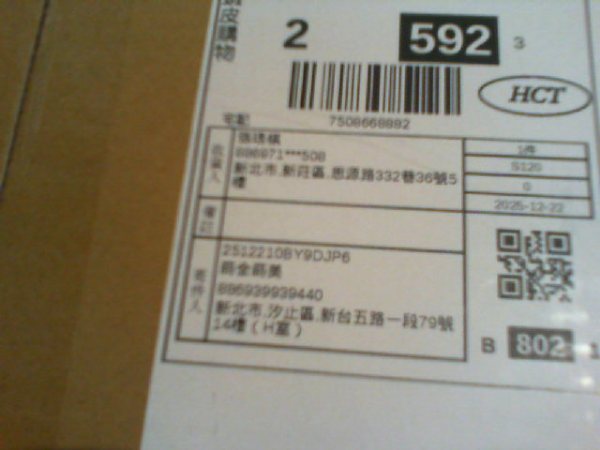 蝦皮購物
2
592
3
HCT
宅配
7508668892
收貨人
886971***508
新北市.新莊區.思源路332巷36號5
樓
1件
S120
0
2025-12-22
備註
2512210BY9DJP6
寄件人
886939939440
新北市.汐止區.新台五路一段79號
14樓(H室)
B
802
1